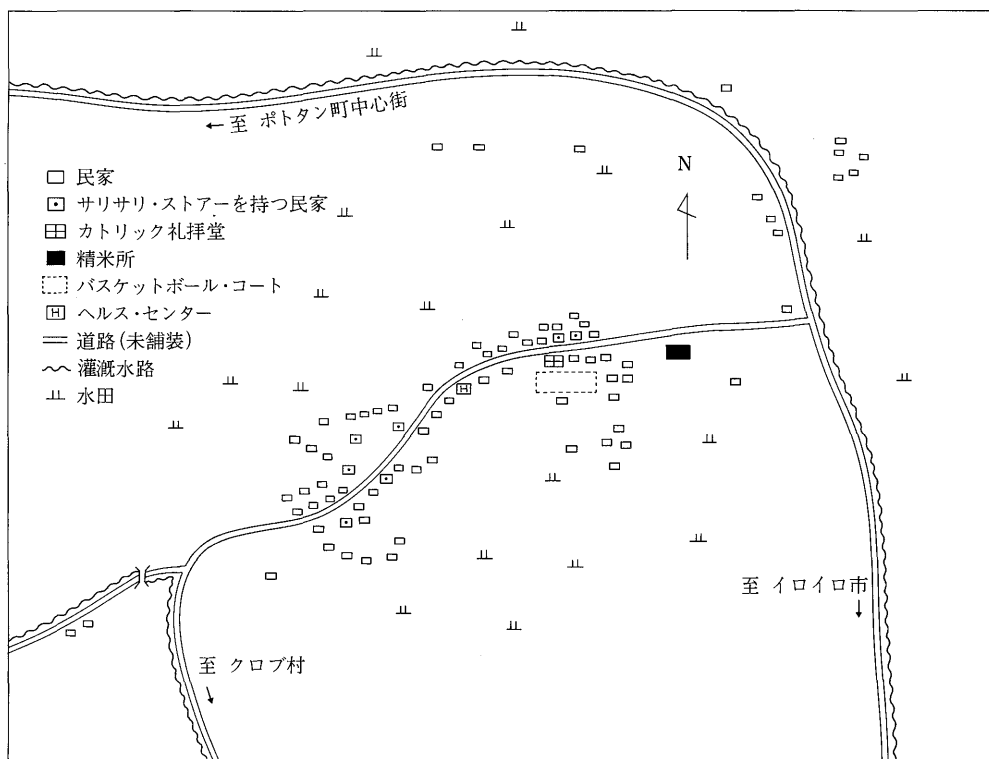 ← 至 ポトタン町中心街
N
民家
サリサリ・ストアーを持つ民家
カトリック礼拝堂
精米所
バスケットボール・コート
H ヘルス・センター
道路(未舗装)
灌漑水路
水田
H
至 イロイロ市
↓
至 クロブ村
↓